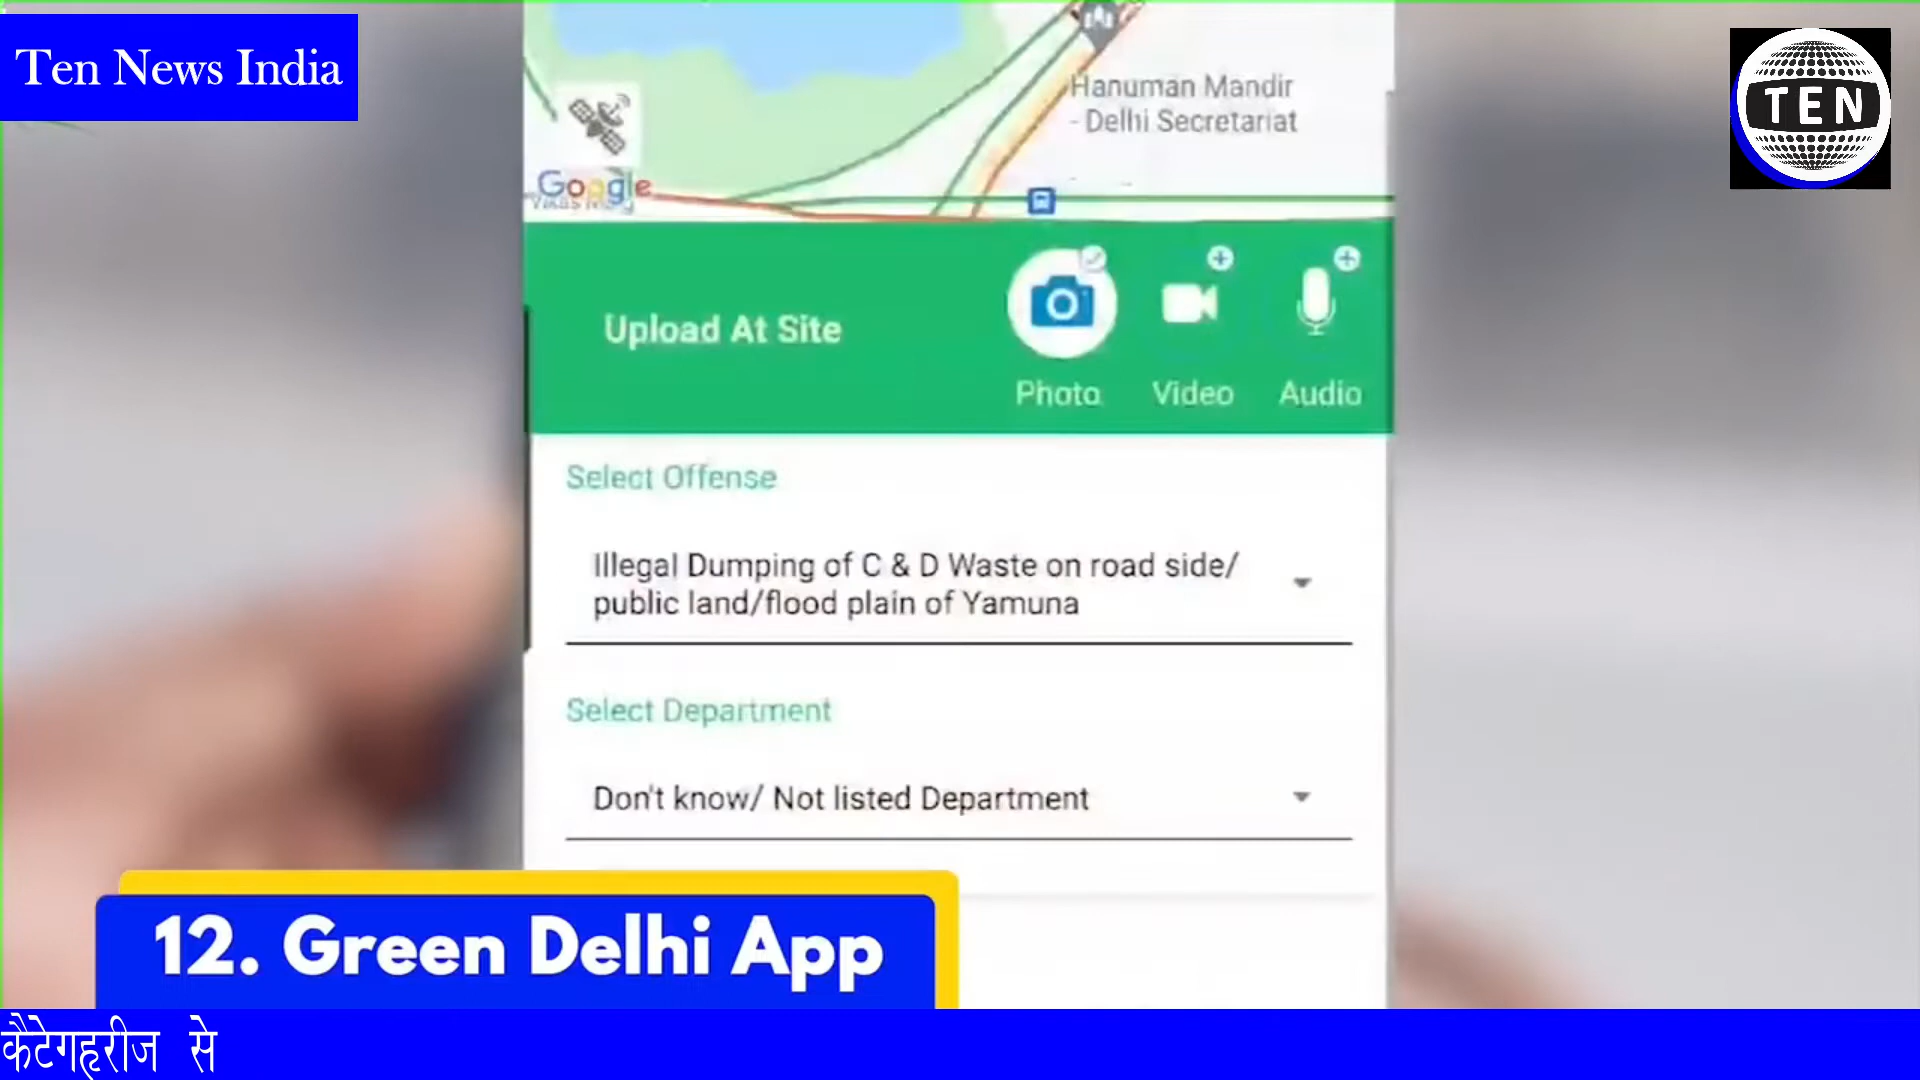 Ten News India
TEN
Hanuman Mandir
- Delhi Secretariat
Google
Upload At Site
Photo
Video
Audio
Select Offense
Illegal Dumping of C & D Waste on road side/
public land/flood plain of Yamuna
Select Department
Don't know/ Not listed Department
12. Green Delhi App
कैटेगहरीज से